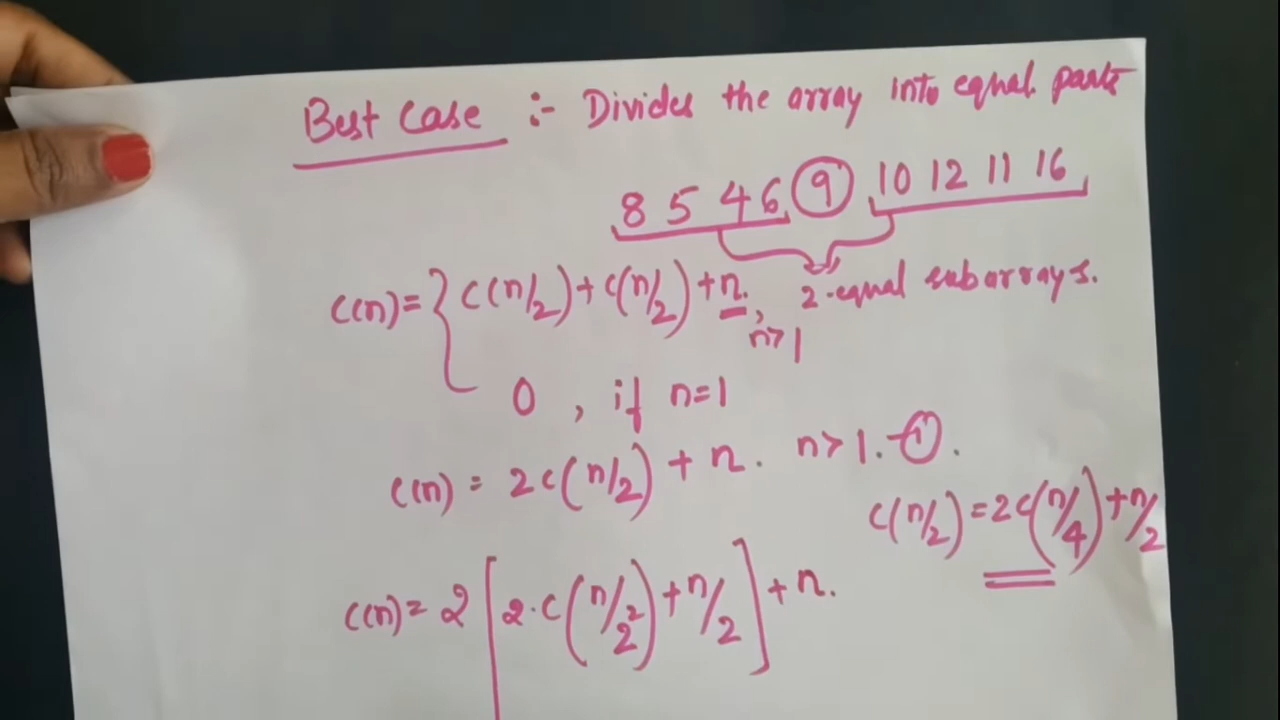 Best Case :- Divides the array into equal parts
8 5 4 6 9 10 12 11 16
2-equal subarrays.
C(n) = { C(n/2) + C(n/2) + n, n>1
0 , if n=1
C(n) = 2C(n/2) + n. n>1. - ①.
C(n/2) = 2C(n/4) + n/2
C(n) = 2 [2.C(n/2²) + n/2] + n.